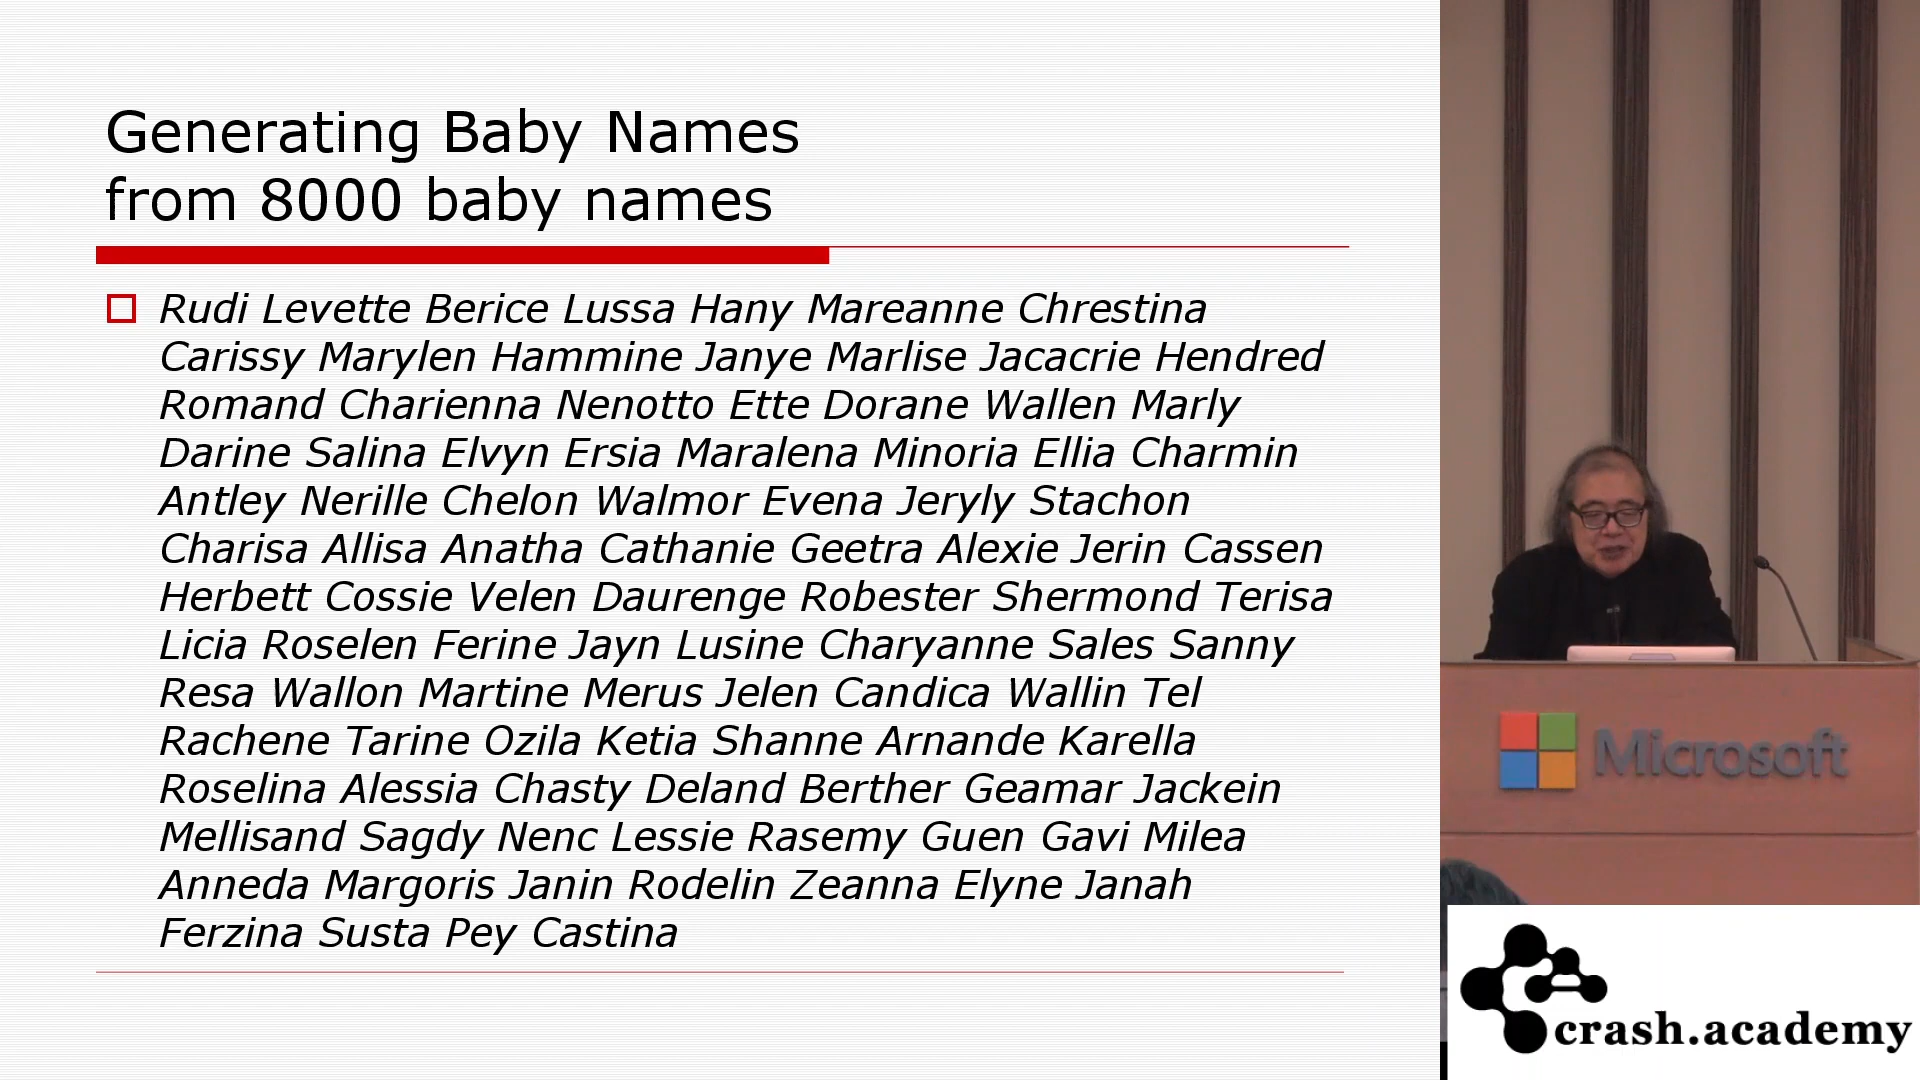 Generating Baby Names
from 8000 baby names
Rudi Levette Berice Lussa Hany Mareanne Chrestina
Carissy Marylen Hammine Janye Marlise Jacacrie Hendred
Romand Charienna Nenotto Ette Dorane Wallen Marly
Darine Salina Elvyn Ersia Maralena Minoria Ellia Charmin
Antley Nerille Chelon Walmor Evena Jeryly Stachon
Charisa Allisa Anatha Cathanie Geetra Alexie Jerin Cassen
Herbett Cossie Velen Daurenge Robester Shermond Terisa
Licia Roselen Ferine Jayn Lusine Charyanne Sales Sanny
Resa Wallon Martine Merus Jelen Candica Wallin Tel
Rachene Tarine Ozila Ketia Shanne Arnande Karella
Roselina Alessia Chasty Deland Berther Geamar Jackein
Mellisand Sagdy Nenc Lessie Rasemy Guen Gavi Milea
Anneda Margoris Janin Rodelin Zeanna Elyne Janah
Ferzina Susta Pey Castina
Microsoft
crash.academy